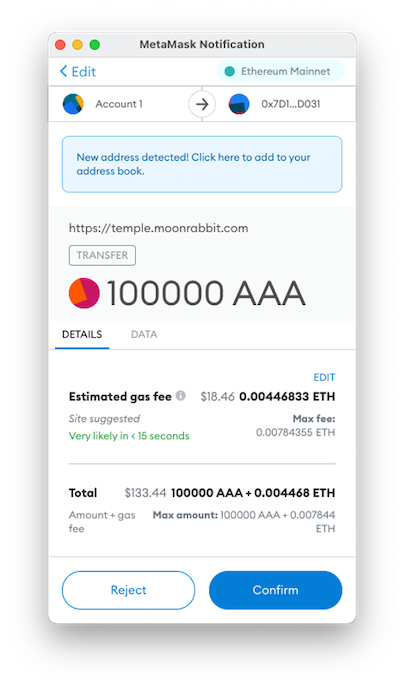 MetaMask Notification
Edit
Ethereum Mainnet
Account 1
0x7D1...D031
New address detected! Click here to add to your
address book.
https://temple.moonrabbit.com
TRANSFER
100000 AAA
DETAILS
DATA
EDIT
Estimated gas fee $18.46 0.00446833 ETH
Site suggested
Max fee:
Very likely in < 15 seconds
0.00784355 ETH
Total $133.44 100000 AAA + 0.004468 ETH
Amount + gas
fee
Max amount: 100000 AAA + 0.007844
ETH
Reject
Confirm